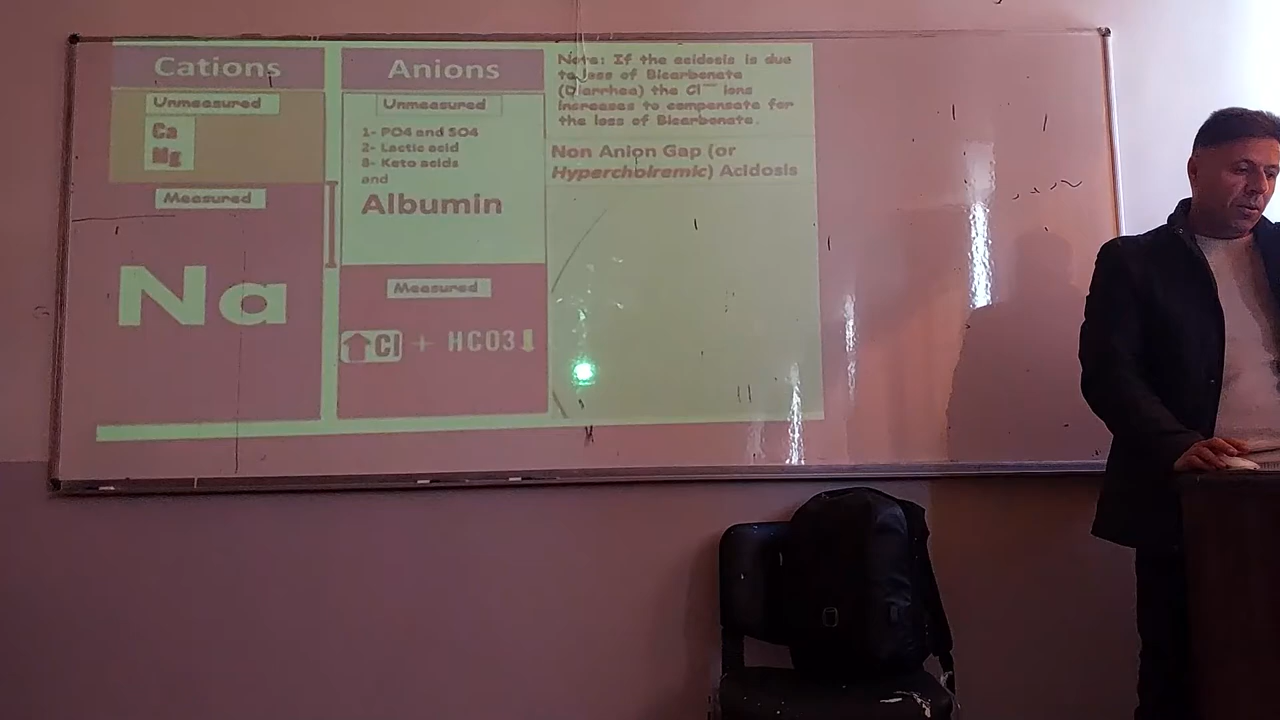 Cations
Unmeasured
Ca
Mg
Measured
Na
Anions
Unmeasured
1- PO4 and SO4
2- Lactic acid
3- Keto acids
and
Albumin
Measured
Cl + HCO3
Note: If the acidosis is due
to loss of Bicarbonate
(Diarrhea) the Cl⁻ ions
increases to compensate for
the loss of Bicarbonate.
Non Anion Gap (or
Hyperchlremic) Acidosis